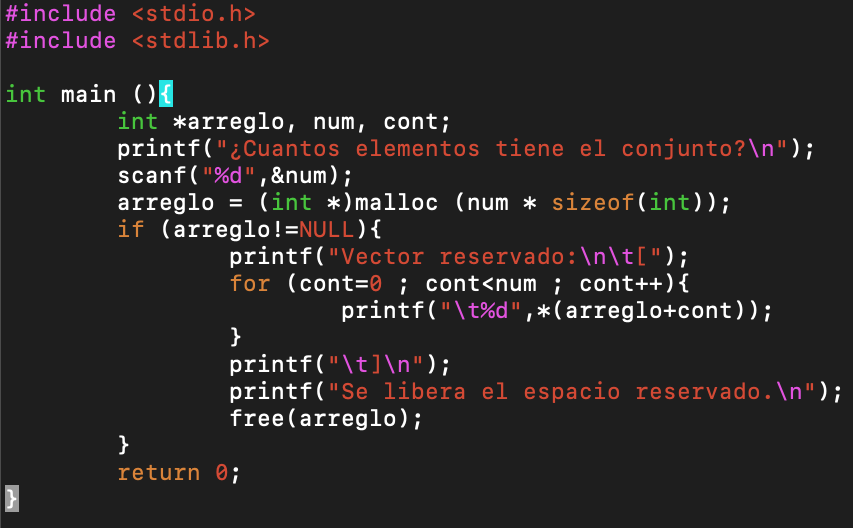 #include <stdio.h>
#include <stdlib.h>

int main (){
        int *arreglo, num, cont;
        printf("¿Cuantos elementos tiene el conjunto?\n");
        scanf("%d",&num);
        arreglo = (int *)malloc (num * sizeof(int));
        if (arreglo!=NULL){
                printf("Vector reservado:\n\t[");
                for (cont=0 ; cont<num ; cont++){
                        printf("\t%d",*(arreglo+cont));
                }
                printf("\t]\n");
                printf("Se libera el espacio reservado.\n");
                free(arreglo);
        }
        return 0;
}